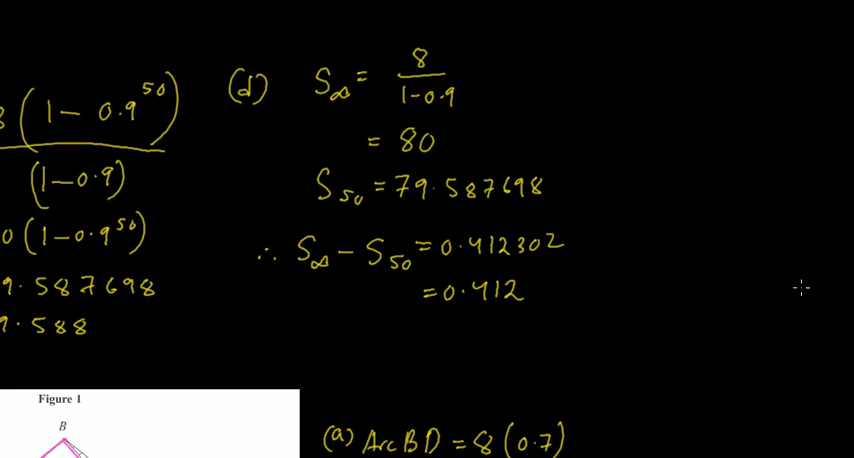 8(1-0.9^50)
(1-0.9)
0(1-0.9^50)
9.587698
9.588
(d) S∞ = 8
1-0.9
= 80
S50 = 79.587698
∴ S∞ - S50 = 0.412302
= 0.412
Figure 1
B
(a) Arc BD = 8(0.7)